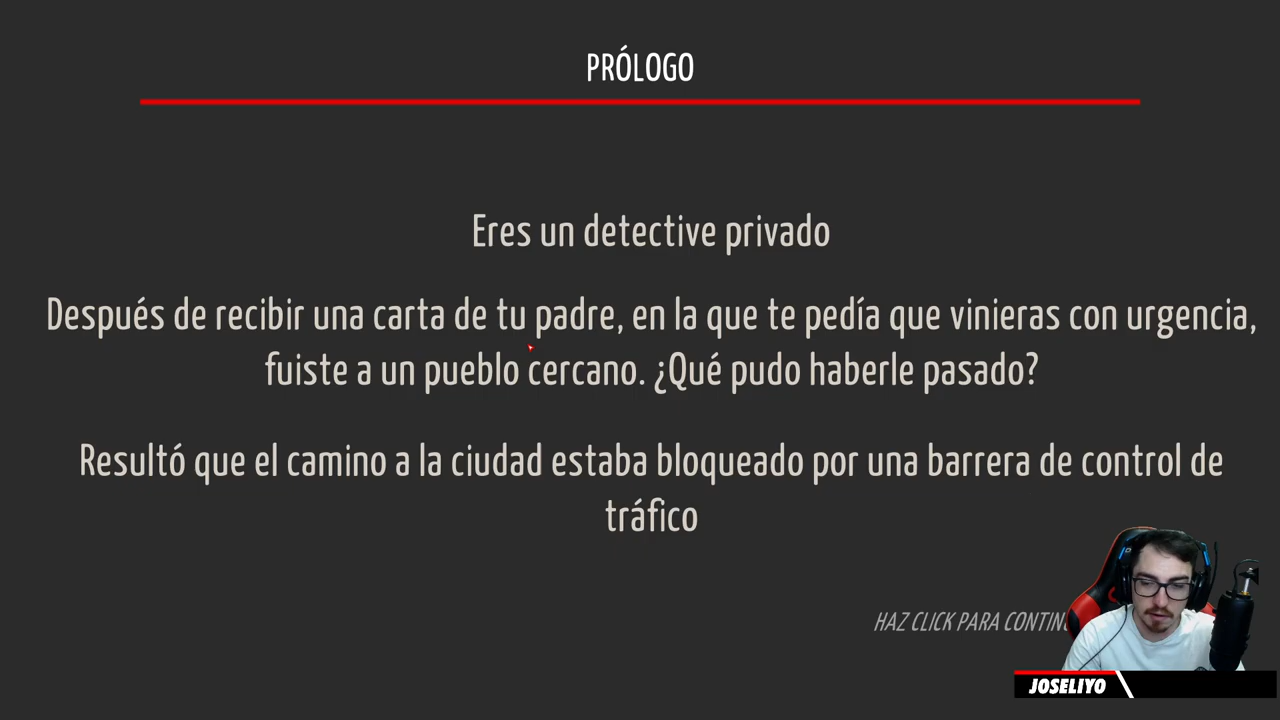 PRÓLOGO
Eres un detective privado
Después de recibir una carta de tu padre, en la que te pedía que vinieras con urgencia,
fuiste a un pueblo cercano. ¿Qué pudo haberle pasado?
Resultó que el camino a la ciudad estaba bloqueado por una barrera de control de
tráfico
HAZ CLICK PARA
JOSELIYO